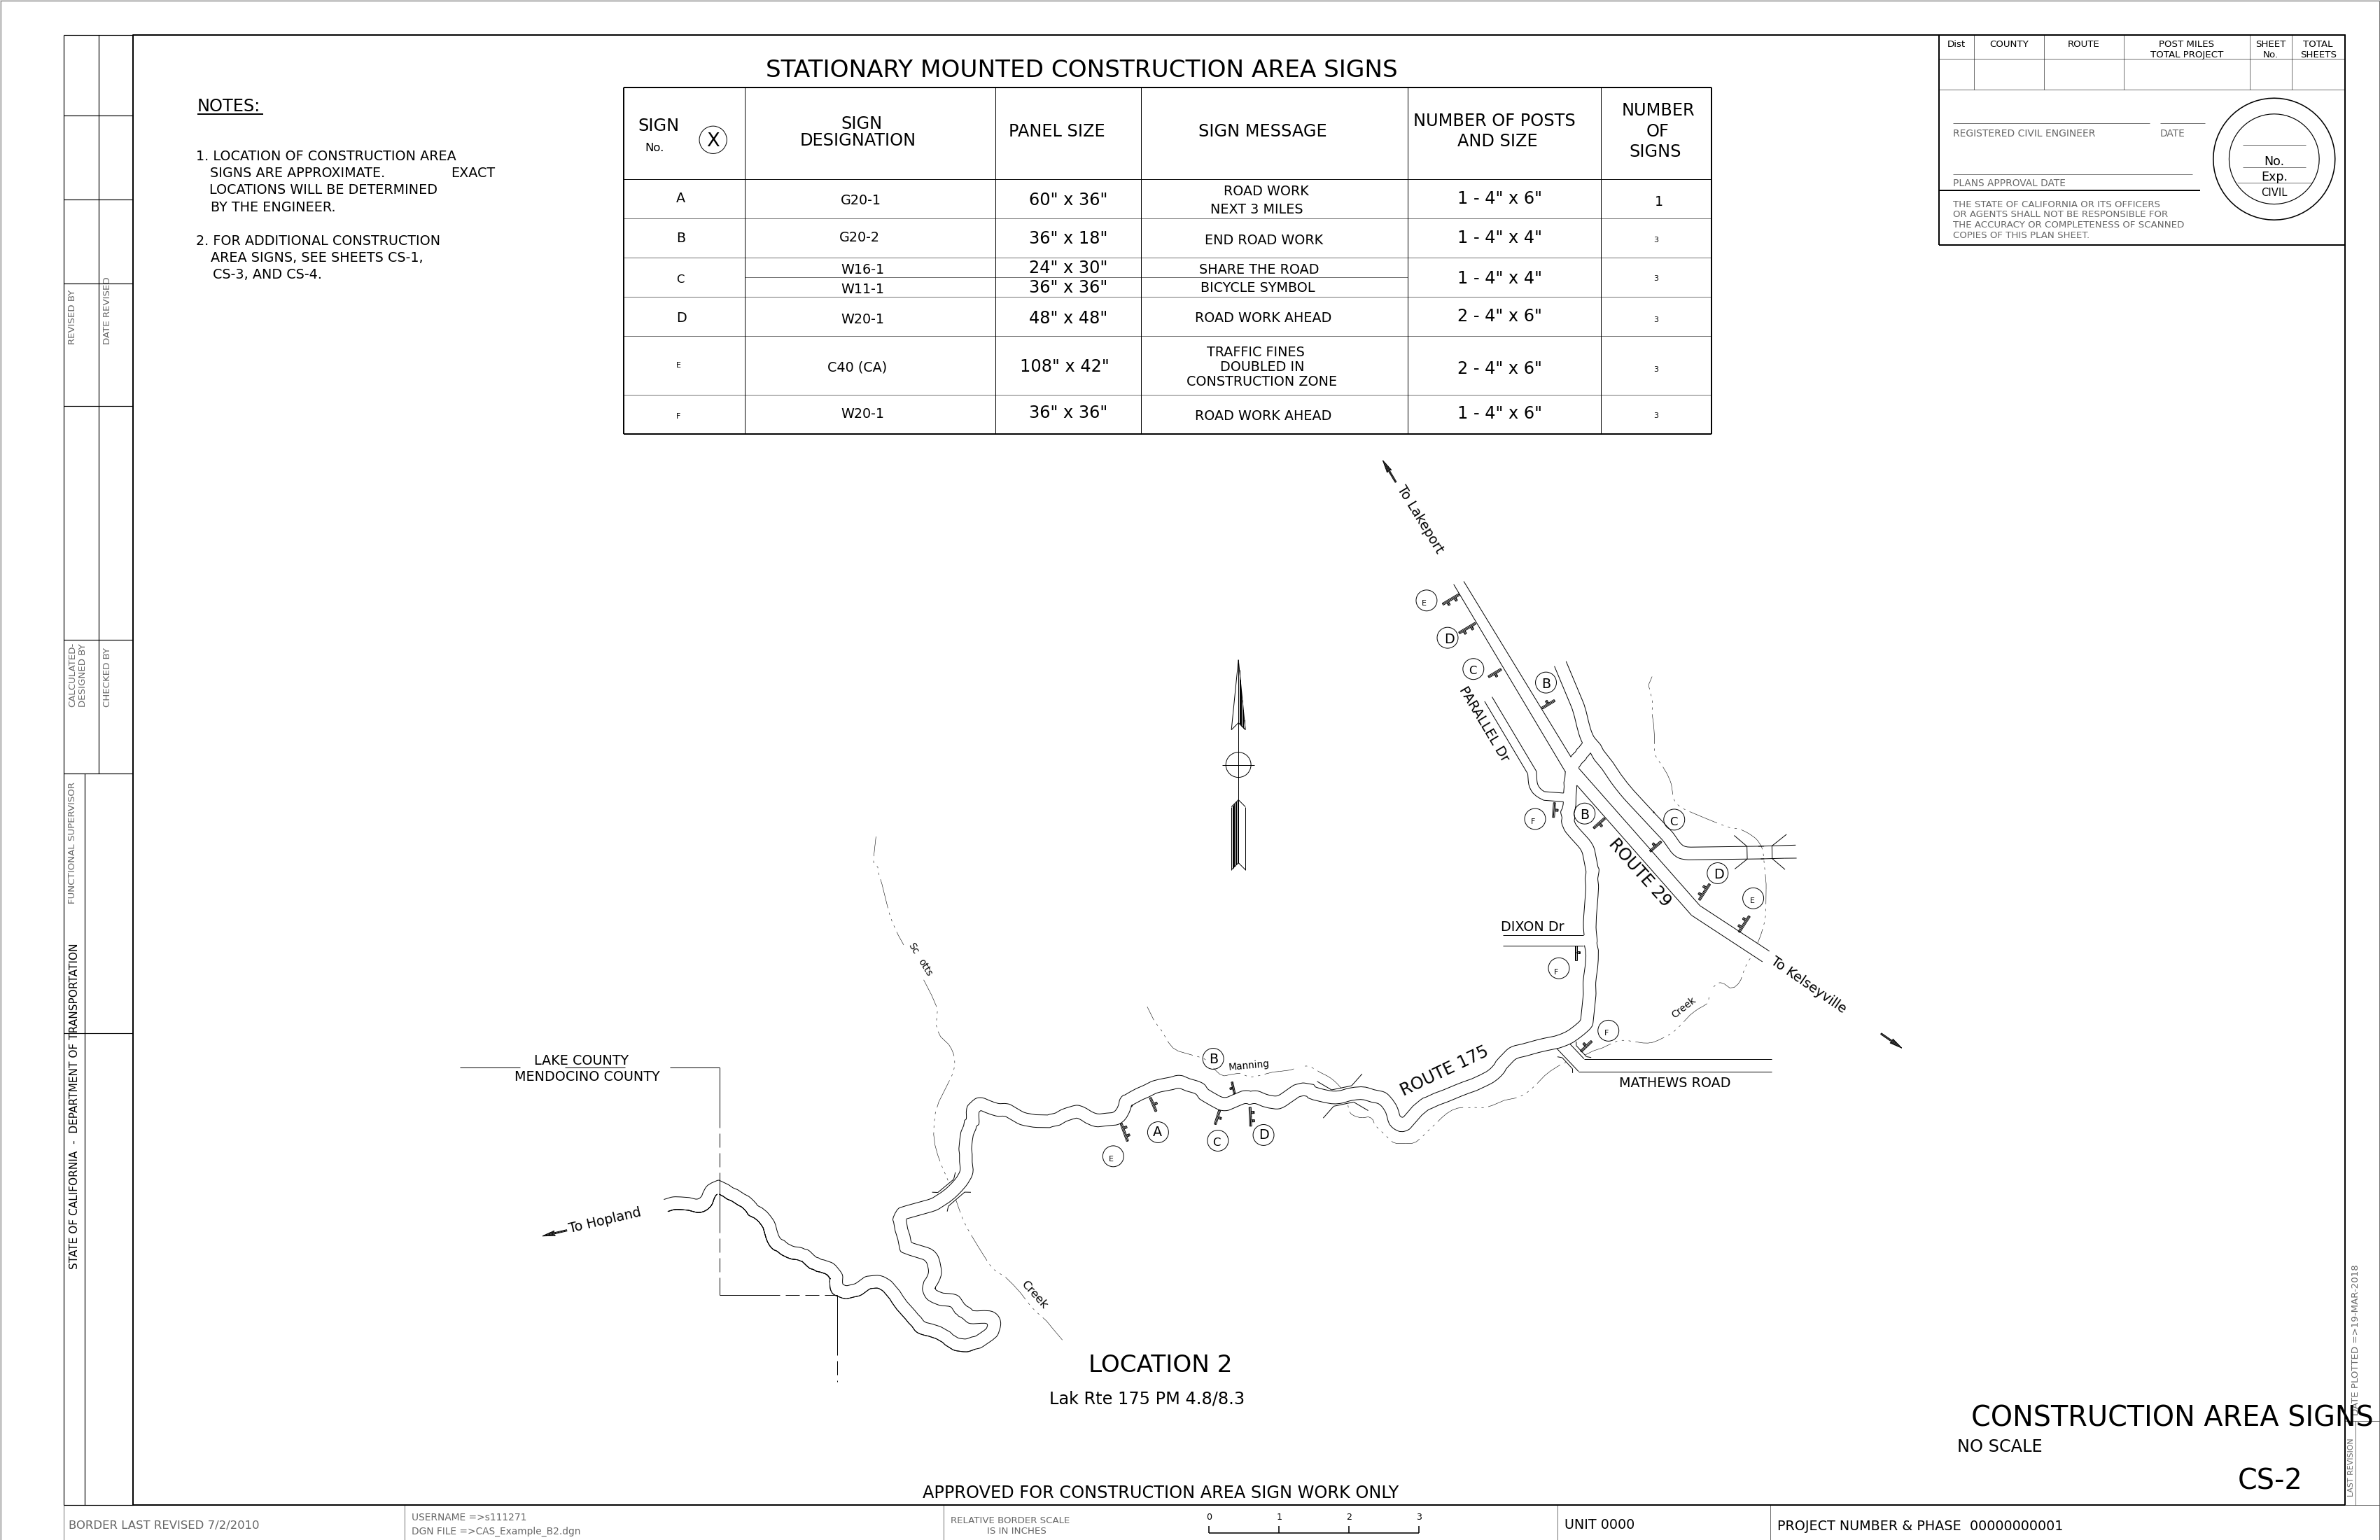 STATIONARY MOUNTED CONSTRUCTION AREA SIGNS
Dist COUNTY ROUTE POST MILES TOTAL PROJECT SHEET No. TOTAL SHEETS
REGISTERED CIVIL ENGINEER DATE
PLANS APPROVAL DATE
THE STATE OF CALIFORNIA OR ITS OFFICERS
OR AGENTS SHALL NOT BE RESPONSIBLE FOR
THE ACCURACY OR COMPLETENESS OF SCANNED
COPIES OF THIS PLAN SHEET.
No.
Exp.
CIVIL
NOTES:
1. LOCATION OF CONSTRUCTION AREA
SIGNS ARE APPROXIMATE. EXACT
LOCATIONS WILL BE DETERMINED
BY THE ENGINEER.
2. FOR ADDITIONAL CONSTRUCTION
AREA SIGNS, SEE SHEETS CS-1,
CS-3, AND CS-4.
SIGN No. X SIGN DESIGNATION PANEL SIZE SIGN MESSAGE NUMBER OF POSTS AND SIZE NUMBER OF SIGNS
A G20-1 60" x 36" ROAD WORK NEXT 3 MILES 1 - 4" x 6" 1
B G20-2 36" x 18" END ROAD WORK 1 - 4" x 4" 3
C W16-1 24" x 30" SHARE THE ROAD 1 - 4" x 4" 3
W11-1 36" x 36" BICYCLE SYMBOL
D W20-1 48" x 48" ROAD WORK AHEAD 2 - 4" x 6" 3
E C40 (CA) 108" x 42" TRAFFIC FINES DOUBLED IN CONSTRUCTION ZONE 2 - 4" x 6" 3
F W20-1 36" x 36" ROAD WORK AHEAD 1 - 4" x 6" 3
To Lakeport
E
D
C
B
PARALLEL Dr
F
B
C
ROUTE 29
D
E
DIXON Dr
F
To Kelseyville
Creek
F
MATHEWS ROAD
ROUTE 175
Sc otts
B
Manning
LAKE COUNTY
MENDOCINO COUNTY
E
A
C
D
To Hopland
Creek
LOCATION 2
Lak Rte 175 PM 4.8/8.3
CONSTRUCTION AREA SIGNS
NO SCALE
CS-2
APPROVED FOR CONSTRUCTION AREA SIGN WORK ONLY
REVISED BY
DATE REVISED
CALCULATED-
DESIGNED BY
CHECKED BY
FUNCTIONAL SUPERVISOR
STATE OF CALIFORNIA - DEPARTMENT OF TRANSPORTATION
DATE PLOTTED =>19-MAR-2018
LAST REVISION
BORDER LAST REVISED 7/2/2010
USERNAME =>s111271
DGN FILE =>CAS_Example_B2.dgn
RELATIVE BORDER SCALE
IS IN INCHES
0 1 2 3
UNIT 0000
PROJECT NUMBER & PHASE 00000000001